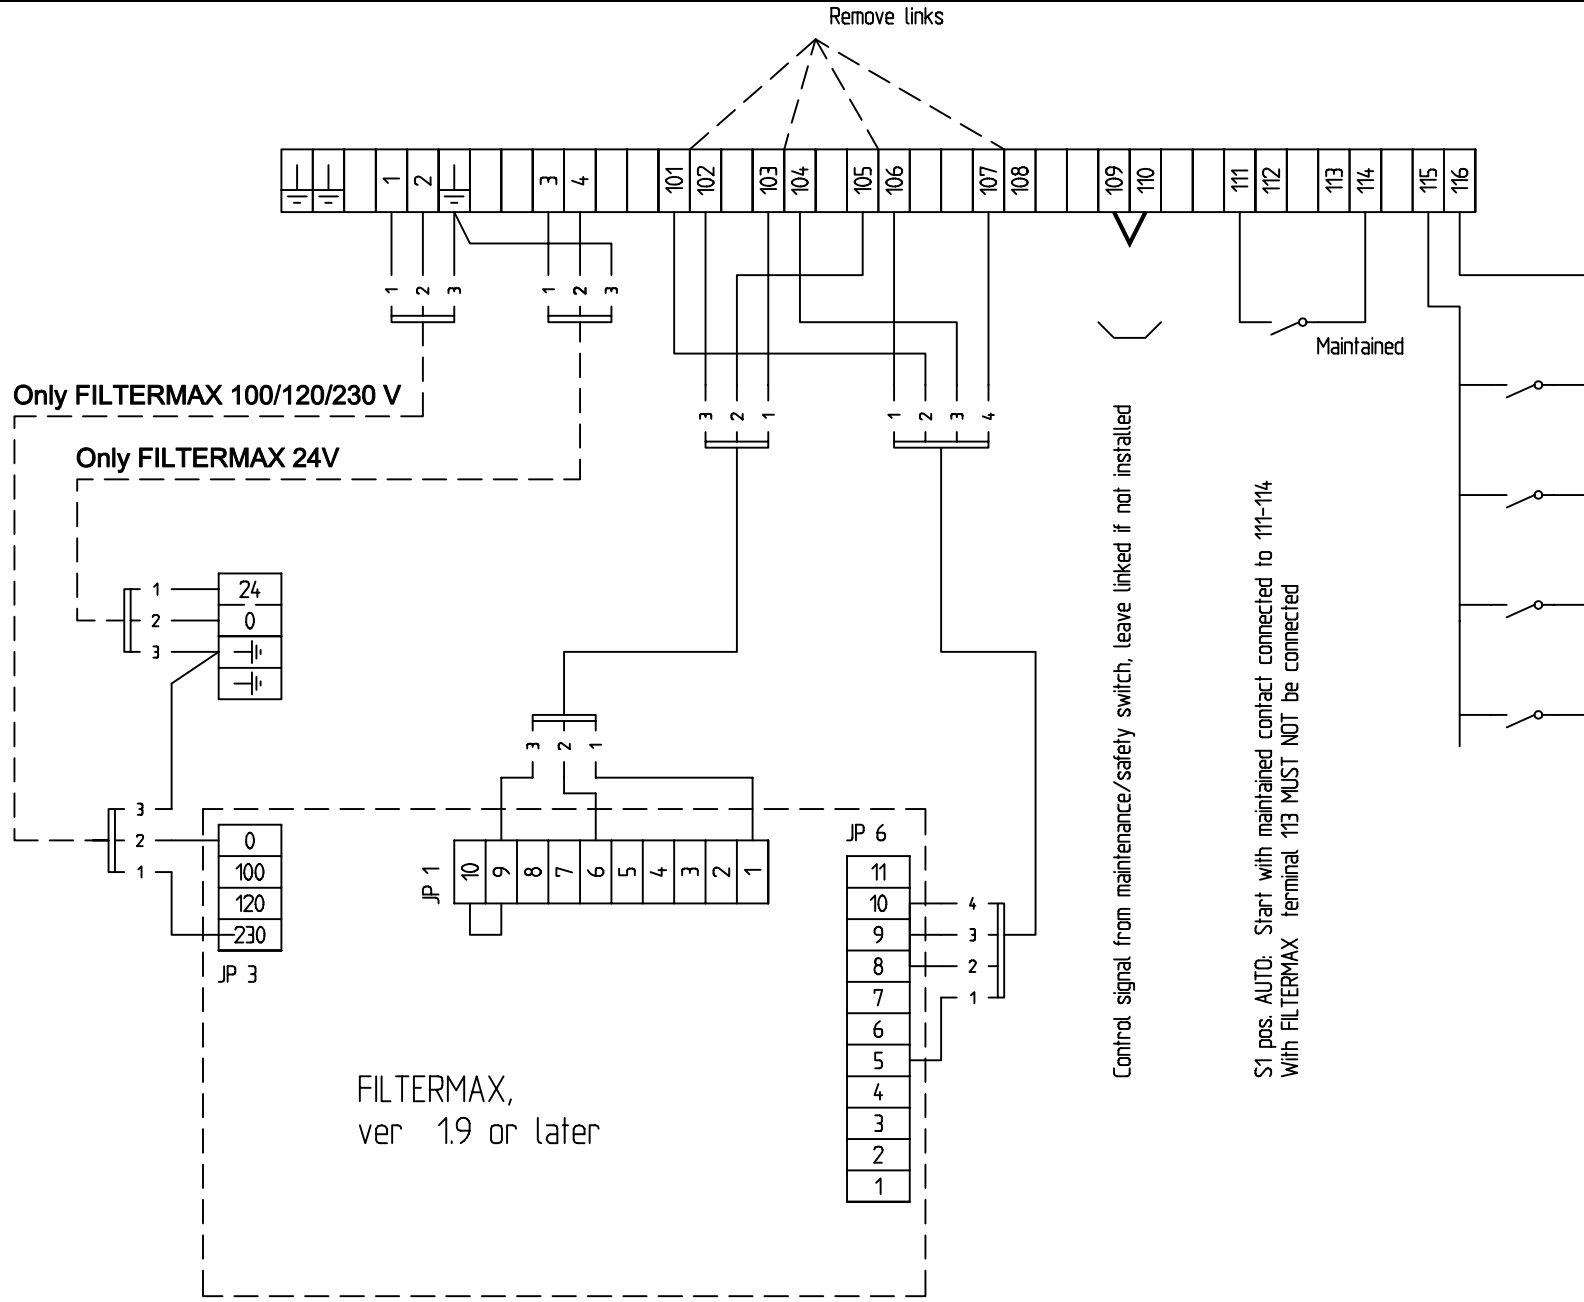 Remove links
1 2 3 4 101 102 103 104 105 106 107 108 109 110 111 112 113 114 115 116
1 2 3 1 2 3
Maintained
Only FILTERMAX 100/120/230 V
3 2 1 1 2 3 4
Only FILTERMAX 24V
Control signal from maintenance/safety switch, leave linked if not installed
S1 pos. AUTO: Start with maintained contact connected to 111-114
With FILTERMAX terminal 113 MUST NOT be connected
1 24
2 0
3
3 2 1
3
2 0
1 100
120
230
JP 3
JP 1
10 9 8 7 6 5 4 3 2 1
JP 6
11
10 4
9 3
8 2
7 1
6
5
4
3
2
1
FILTERMAX,
ver 1.9 or later